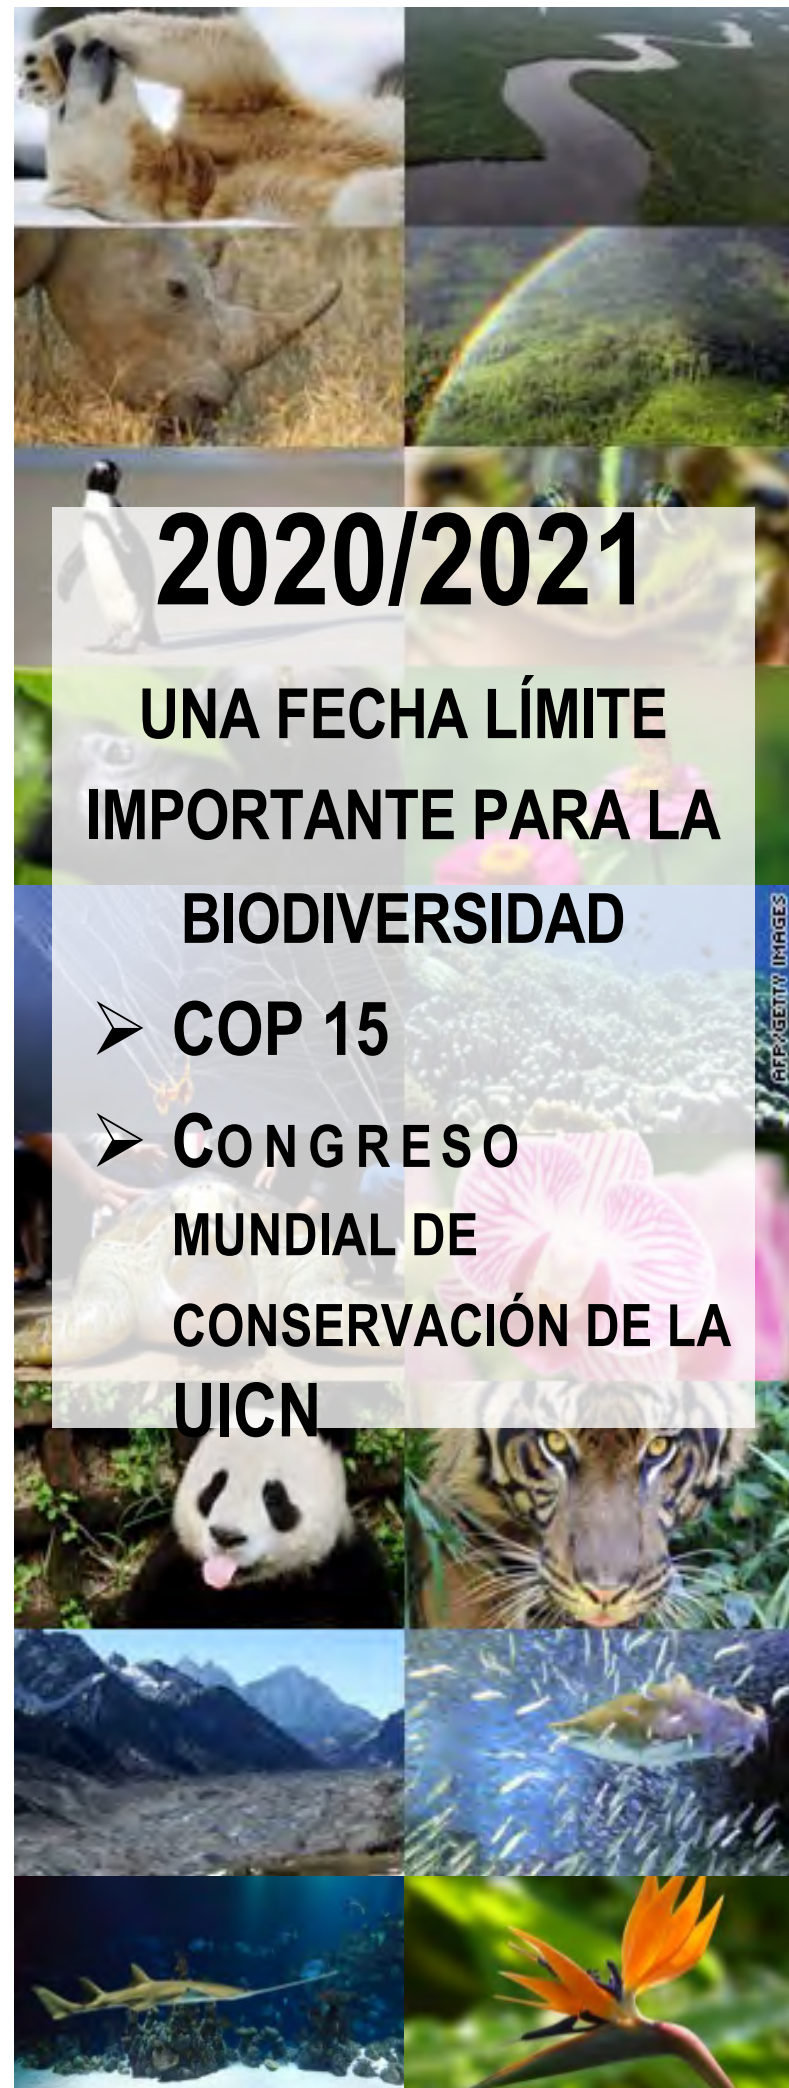 2020/2021
UNA FECHA LÍMITE
IMPORTANTE PARA LA
BIODIVERSIDAD
➢ COP 15
➢ CONGRESO
MUNDIAL DE
CONSERVACIÓN DE LA
UICN
AFP/GETTY IMAGES